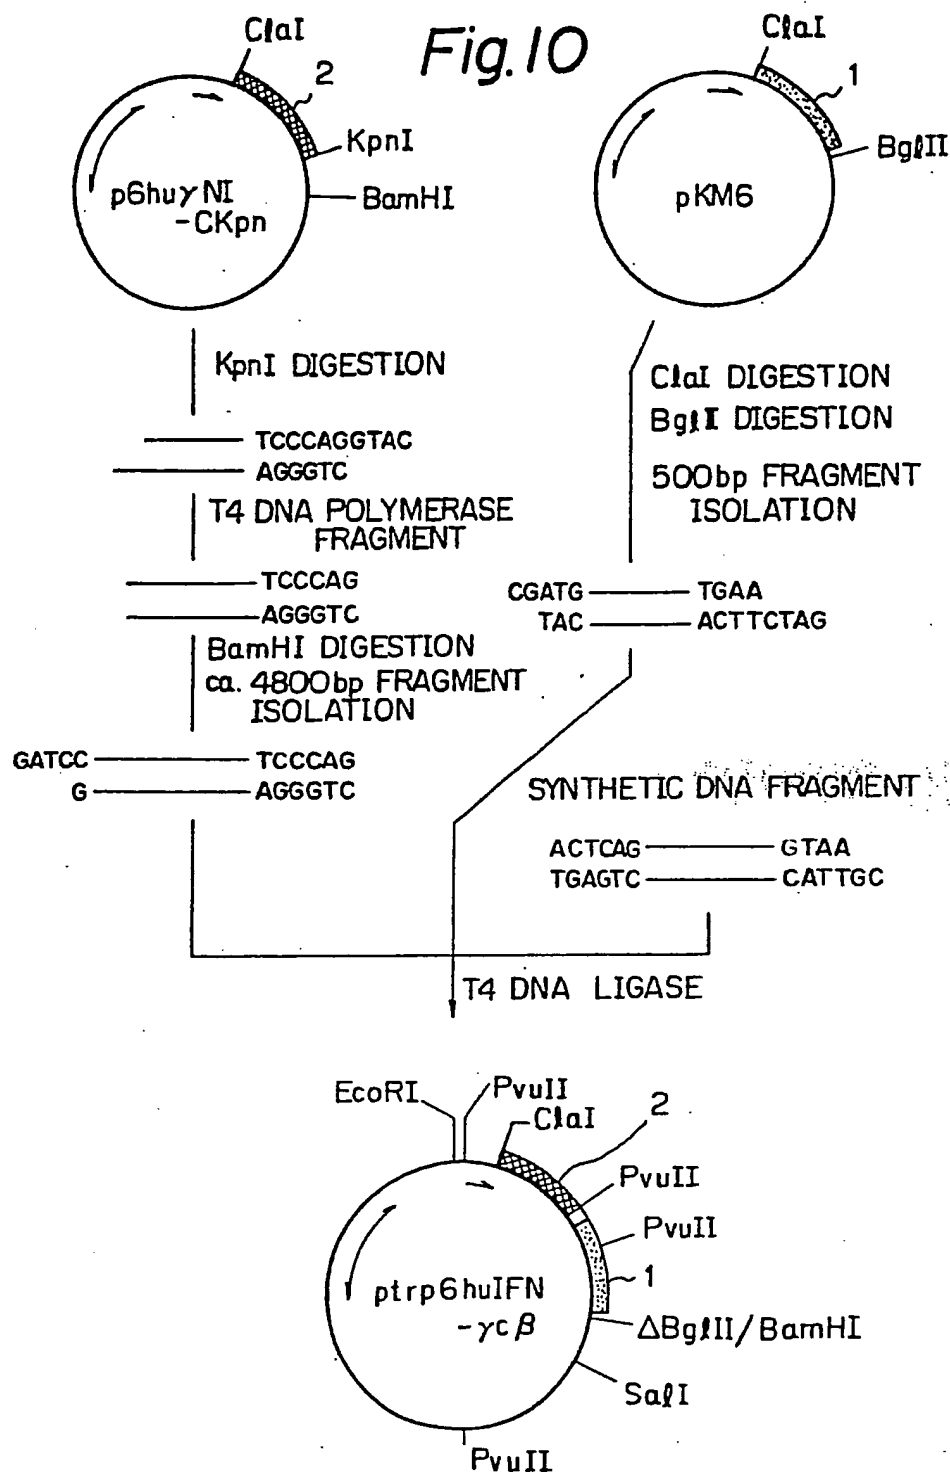 Fig.10
ClaI
2
KpnI
BamHI
p6huγNI
-CKpn
ClaI
1
BglII
pKM6
KpnI DIGESTION
TCCCAGGTAC
AGGGTC
T4 DNA POLYMERASE
FRAGMENT
TCCCAG
AGGGTC
BamHI DIGESTION
ca. 4800bp FRAGMENT
ISOLATION
GATCC TCCCAG
G AGGGTC
ClaI DIGESTION
BglI DIGESTION
500bp FRAGMENT
ISOLATION
CGATG TGAA
TAC ACTTCTAG
SYNTHETIC DNA FRAGMENT
ACTCAG GTAA
TGAGTC CATTGC
T4 DNA LIGASE
EcoRI
PvuII
ClaI
2
PvuII
PvuII
1
ptrp6huIFN
-γcβ
ΔBglII/BamHI
SalI
PvuII